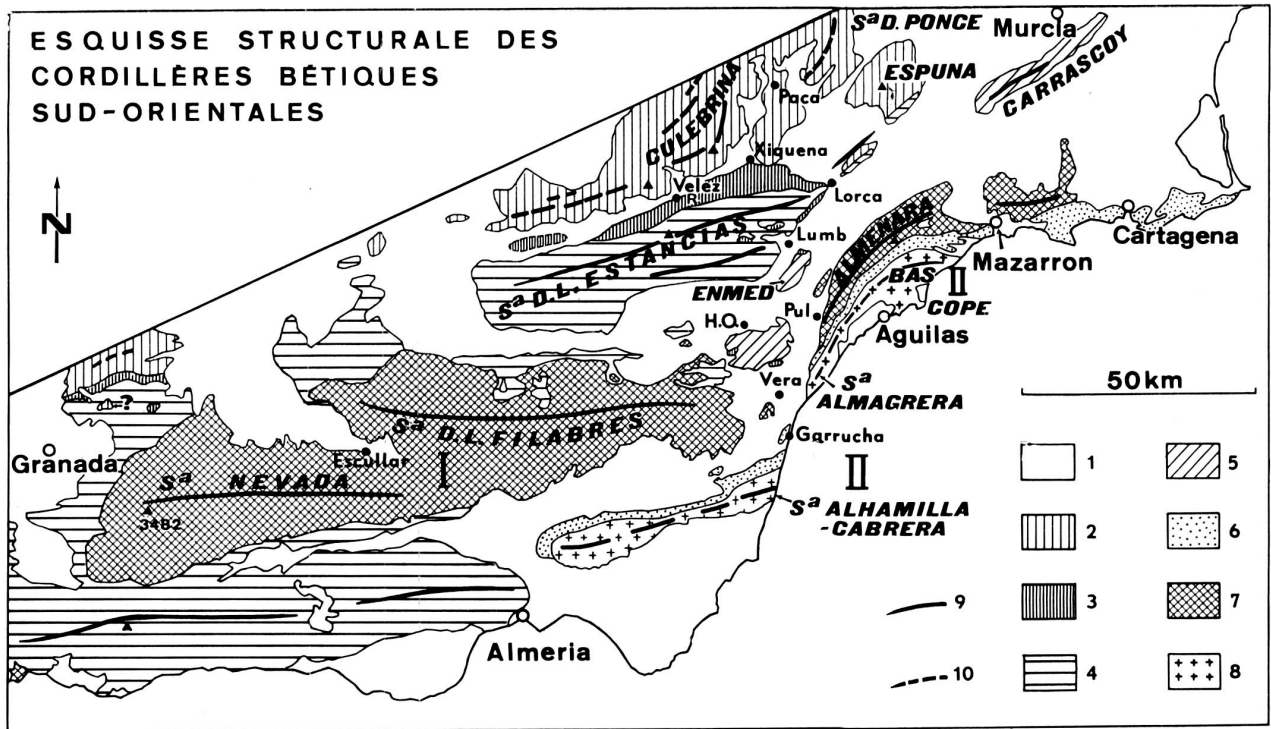 ESQUISSE STRUCTURALE DES
CORDILLÈRES BÉTIQUES
SUD-ORIENTALES
N
Sª D. PONCE
Murcia
ESPUNA
CARRASCOY
Paca
CULEBRINA
Xiquena
Velez
R.
Lorca
Lumb
ALMENARA
Cartagena
Mazarron
Sª D.L. ESTANCIAS
ENMED
BAS
II
COPE
H.O.
Pul
Aguilas
50km
Vera
Sª
ALMAGRERA
?
Sª D.L. FILABRES
Granada
Escullar
I
Garrucha
Sª NEVADA
3482
II
Sª ALHAMILLA
-CABRERA
Almeria
1
2
3
4
5
6
7
8
9
10